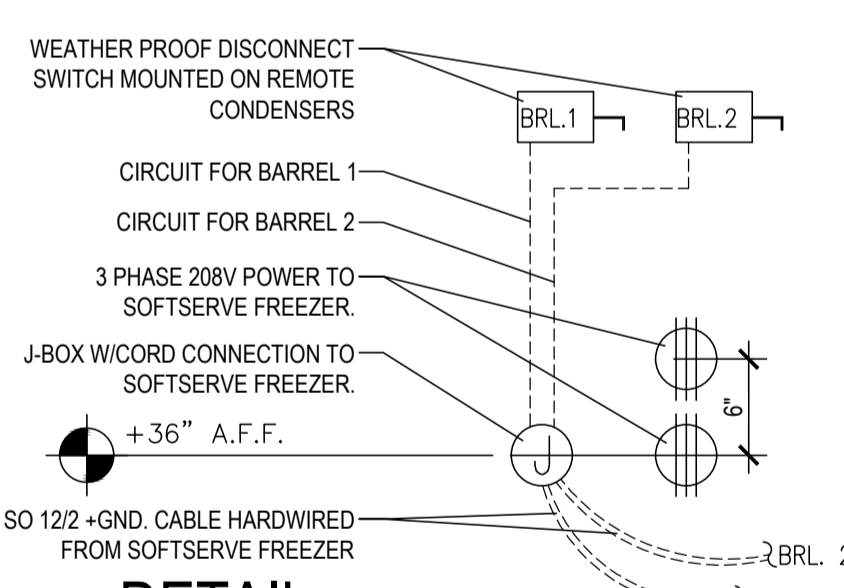 WEATHER PROOF DISCONNECT
SWITCH MOUNTED ON REMOTE
CONDENSERS
BRL.1
BRL.2
CIRCUIT FOR BARREL 1
CIRCUIT FOR BARREL 2
3 PHASE 208V POWER TO
SOFTSERVE FREEZER.
J-BOX W/CORD CONNECTION TO
SOFTSERVE FREEZER.
6"
+36" A.F.F.
J
SO 12/2 +GND. CABLE HARDWIRED
FROM SOFTSERVE FREEZER
BRL. 2
DETAIL